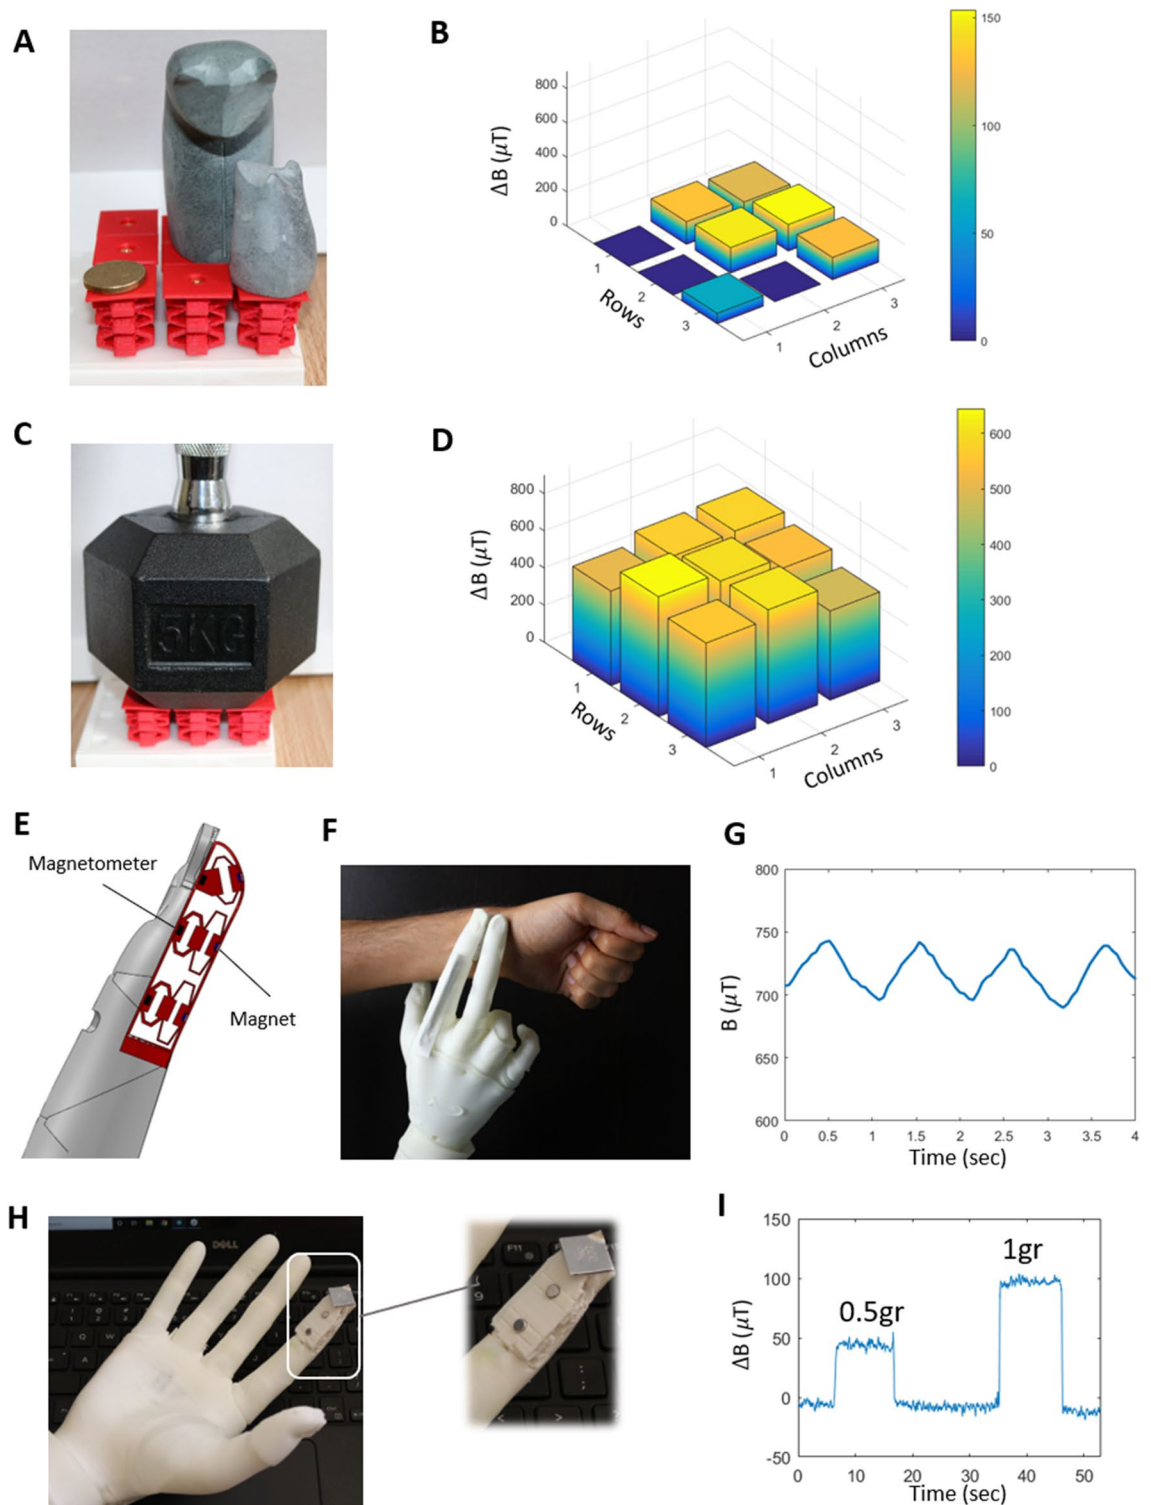 A
B
ΔB (μT)
800
600
400
200
0
1
2
3
Rows
1
2
3
Columns
150
100
50
0
C
5KG
D
ΔB (μT)
800
600
400
200
0
1
2
3
Rows
1
2
3
Columns
600
500
400
300
200
100
0
E
Magnetometer
Magnet
F
G
B (μT)
800
750
700
650
600
0 0.5 1 1.5 2 2.5 3 3.5 4
Time (sec)
H
DELL
F11
I
ΔB (μT)
150
100
50
0
-50
0.5gr
1gr
0 10 20 30 40 50
Time (sec)